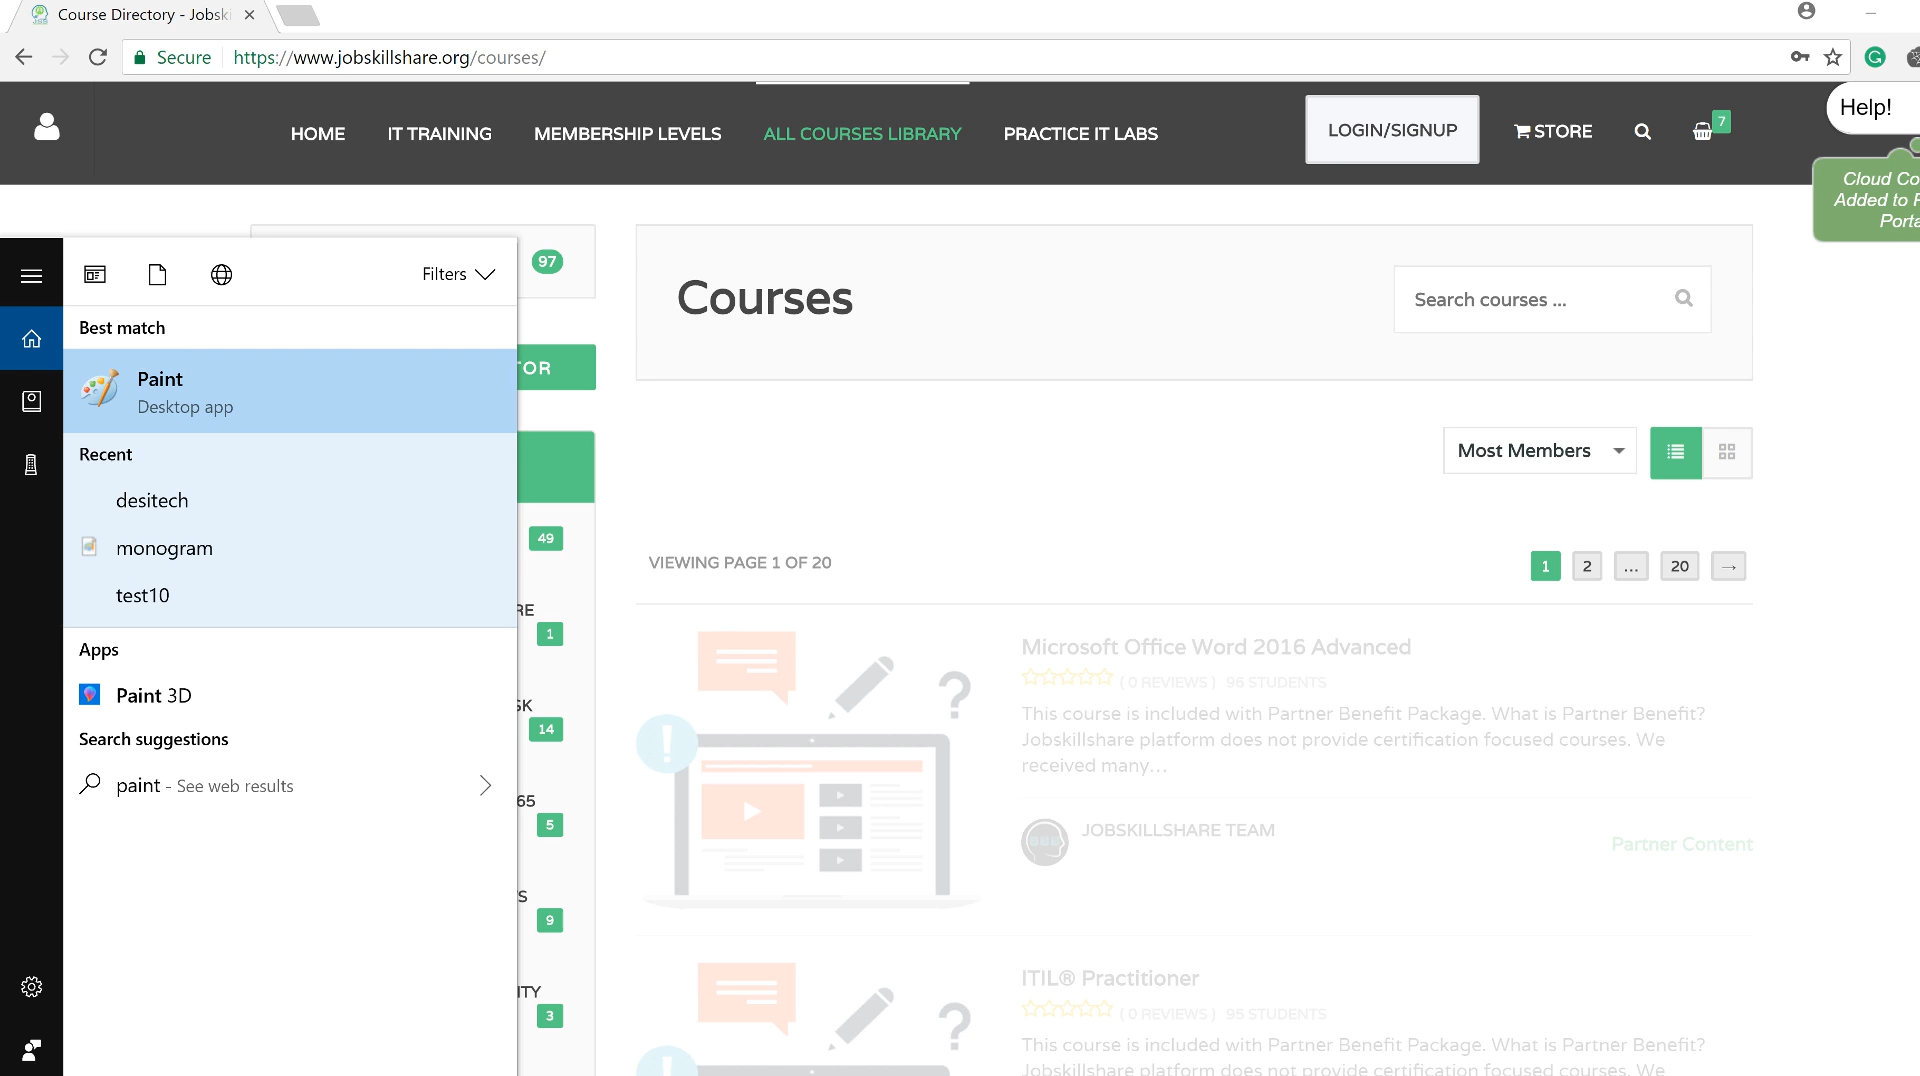 Course Directory - Jobski
Secure
https://www.jobskillshare.org/courses/
Help!
HOME
IT TRAINING
MEMBERSHIP LEVELS
ALL COURSES LIBRARY
PRACTICE IT LABS
LOGIN/SIGNUP
STORE
7
Cloud Co
Added to
Porta
97
Filters
Courses
Search courses ...
Best match
TOR
Paint
Desktop app
Most Members
Recent
desitech
49
monogram
VIEWING PAGE 1 OF 20
1
2
...
20
→
test10
RE
1
Apps
Microsoft Office Word 2016 Advanced
( 0 REVIEWS ) 96 STUDENTS
Paint 3D
SK
14
This course is included with Partner Benefit Package. What is Partner Benefit?
Jobskillshare platform does not provide certification focused courses. We
received many...
Search suggestions
paint - See web results
65
5
JOBSKILLSHARE TEAM
Partner Content
S
9
ITIL® Practitioner
( 0 REVIEWS ) 95 STUDENTS
ITY
3
This course is included with Partner Benefit Package. What is Partner Benefit?
Jobskillshare platform does not provide certification focused courses. We